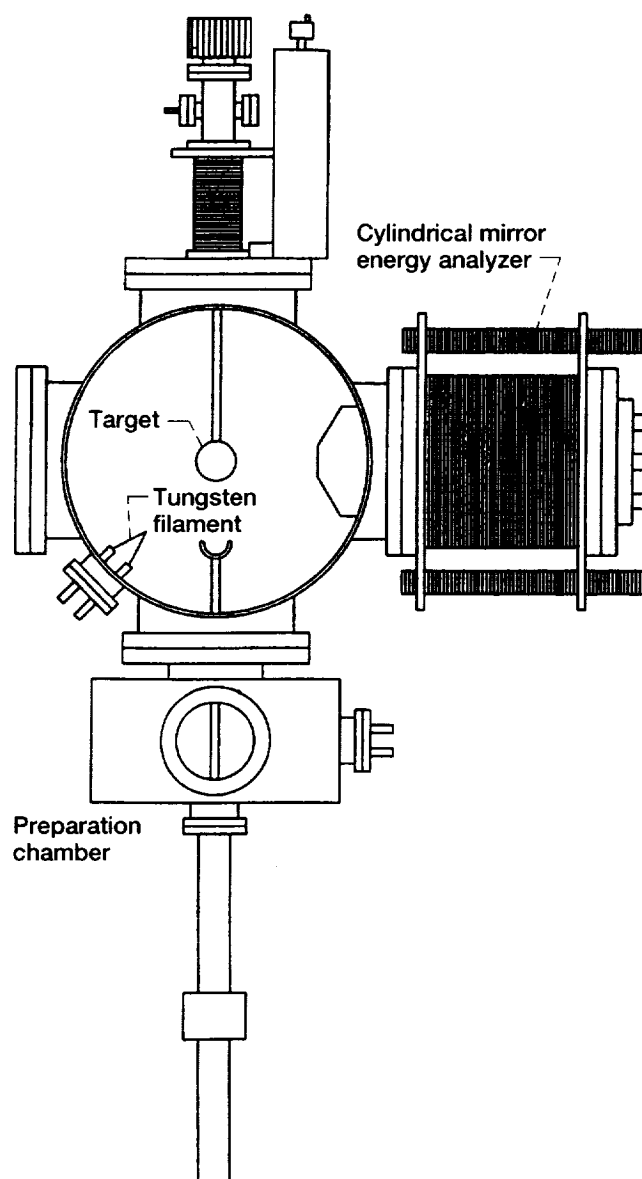 Cylindrical mirror
energy analyzer
Target
Tungsten
filament
Preparation
chamber